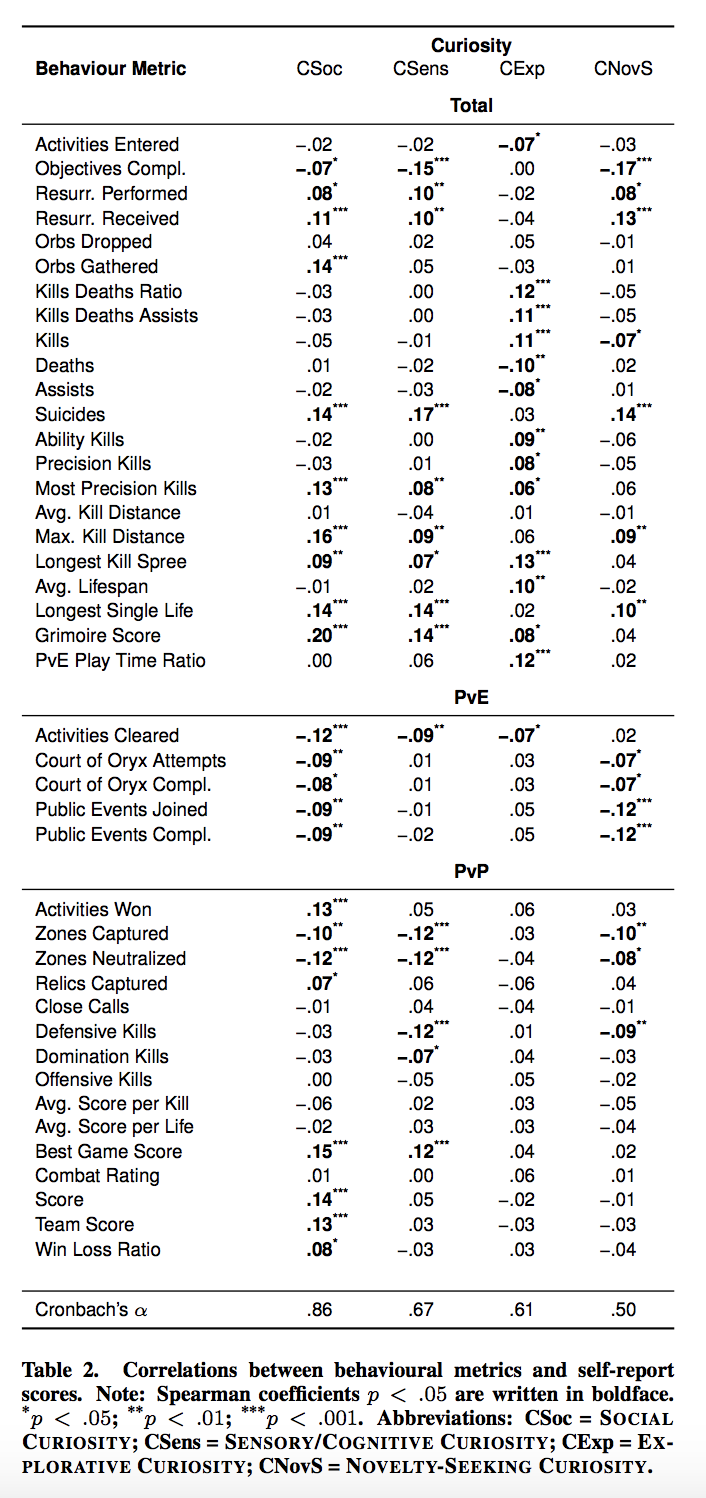 Curiosity
Behaviour Metric CSoc CSens CExp CNovS
Total
Activities Entered −.02 −.02 −.07* −.03
Objectives Compl. −.07* −.15*** .00 −.17***
Resurr. Performed .08* .10** −.02 .08*
Resurr. Received .11*** .10** −.04 .13***
Orbs Dropped .04 .02 .05 −.01
Orbs Gathered .14*** .05 −.03 .01
Kills Deaths Ratio −.03 .00 .12*** −.05
Kills Deaths Assists −.03 .00 .11*** −.05
Kills −.05 −.01 .11*** −.07*
Deaths .01 −.02 −.10** .02
Assists −.02 −.03 −.08* .01
Suicides .14*** .17*** .03 .14***
Ability Kills −.02 .00 .09** −.06
Precision Kills −.03 .01 .08* −.05
Most Precision Kills .13*** .08** .06* .06
Avg. Kill Distance .01 −.04 .01 −.01
Max. Kill Distance .16*** .09** .06 .09**
Longest Kill Spree .09** .07* .13*** .04
Avg. Lifespan −.01 .02 .10** −.02
Longest Single Life .14*** .14*** .02 .10**
Grimoire Score .20*** .14*** .08* .04
PvE Play Time Ratio .00 .06 .12*** .02
PvE
Activities Cleared −.12*** −.09** −.07* .02
Court of Oryx Attempts −.09** .01 .03 −.07*
Court of Oryx Compl. −.08* .01 .03 −.07*
Public Events Joined −.09** −.01 .05 −.12***
Public Events Compl. −.09** −.02 .05 −.12***
PvP
Activities Won .13*** .05 .06 .03
Zones Captured −.10** −.12*** .03 −.10**
Zones Neutralized −.12*** −.12*** −.04 −.08*
Relics Captured .07* .06 −.06 .04
Close Calls −.01 .04 −.04 −.01
Defensive Kills −.03 −.12*** .01 −.09**
Domination Kills −.03 −.07* .04 −.03
Offensive Kills .00 −.05 .05 −.02
Avg. Score per Kill −.06 .02 .03 −.05
Avg. Score per Life −.02 .03 .03 −.04
Best Game Score .15*** .12*** .04 .02
Combat Rating .01 .00 .06 .01
Score .14*** .05 −.02 −.01
Team Score .13*** .03 −.03 −.03
Win Loss Ratio .08* −.03 .03 −.04
Cronbach's α .86 .67 .61 .50
Table 2. Correlations between behavioural metrics and self-report
scores. Note: Spearman coefficients p < .05 are written in boldface.
*p < .05; **p < .01; ***p < .001. Abbreviations: CSoc = SOCIAL
CURIOSITY; CSens = SENSORY/COGNITIVE CURIOSITY; CExp = EX-
PLORATIVE CURIOSITY; CNovS = NOVELTY-SEEKING CURIOSITY.